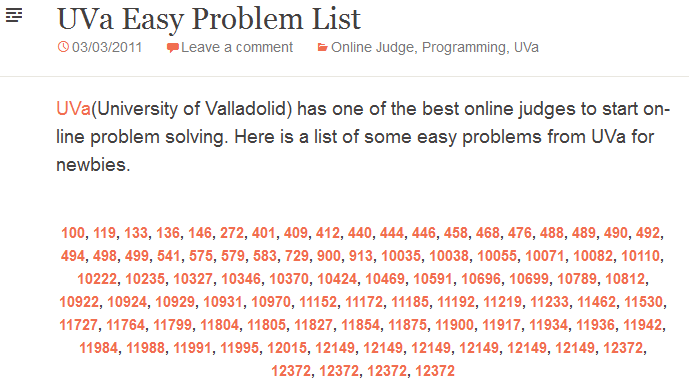 UVa Easy Problem List
03/03/2011 Leave a comment Online Judge, Programming, UVa
UVa(University of Valladolid) has one of the best online judges to start on-
line problem solving. Here is a list of some easy problems from UVa for
newbies.
100, 119, 133, 136, 146, 272, 401, 409, 412, 440, 444, 446, 458, 468, 476, 488, 489, 490, 492,
494, 498, 499, 541, 575, 579, 583, 729, 900, 913, 10035, 10038, 10055, 10071, 10082, 10110,
10222, 10235, 10327, 10346, 10370, 10424, 10469, 10591, 10696, 10699, 10789, 10812,
10922, 10924, 10929, 10931, 10970, 11152, 11172, 11185, 11192, 11219, 11233, 11462, 11530,
11727, 11764, 11799, 11804, 11805, 11827, 11854, 11875, 11900, 11917, 11934, 11936, 11942,
11984, 11988, 11991, 11995, 12015, 12149, 12149, 12149, 12149, 12149, 12149, 12372,
12372, 12372, 12372, 12372